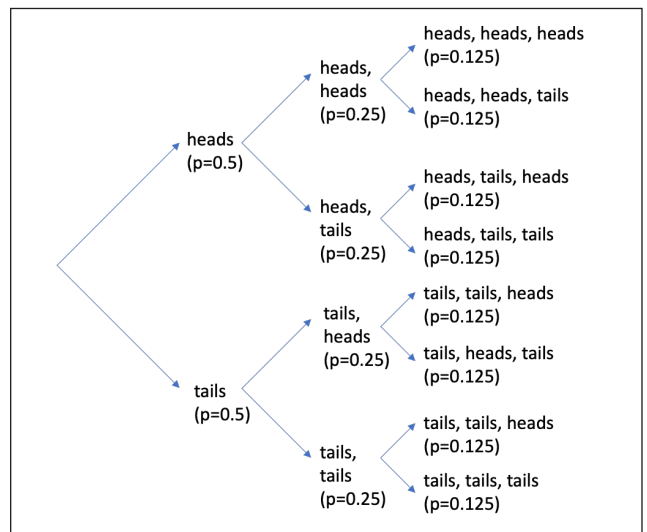 heads
(p=0.5)
tails
(p=0.5)
heads,
heads
(p=0.25)
heads,
tails
(p=0.25)
tails,
heads
(p=0.25)
tails,
tails
(p=0.25)
heads, heads, heads
(p=0.125)
heads, heads, tails
(p=0.125)
heads, tails, heads
(p=0.125)
heads, tails, tails
(p=0.125)
tails, tails, heads
(p=0.125)
tails, heads, tails
(p=0.125)
tails, tails, heads
(p=0.125)
tails, tails, tails
(p=0.125)